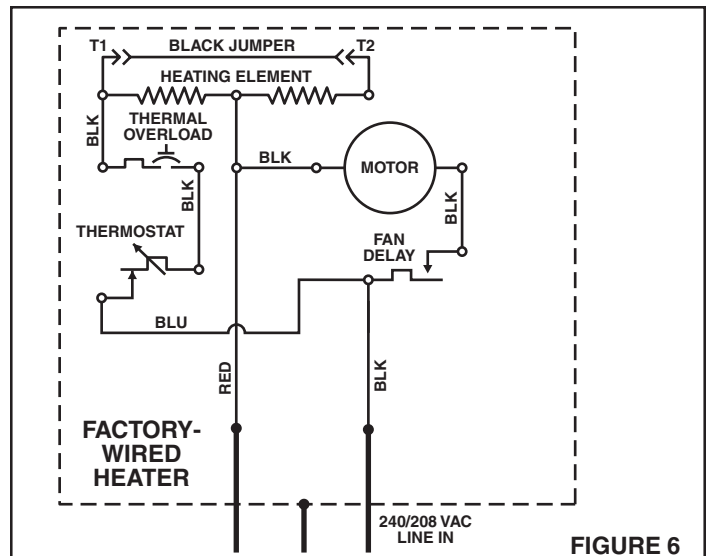 T1 BLACK JUMPER T2
HEATING ELEMENT
BLK
THERMAL
OVERLOAD
BLK
MOTOR
BLK
BLK
THERMOSTAT
FAN
DELAY
BLU
RED
BLK
FACTORY-
WIRED
HEATER
240/208 VAC
LINE IN
FIGURE 6